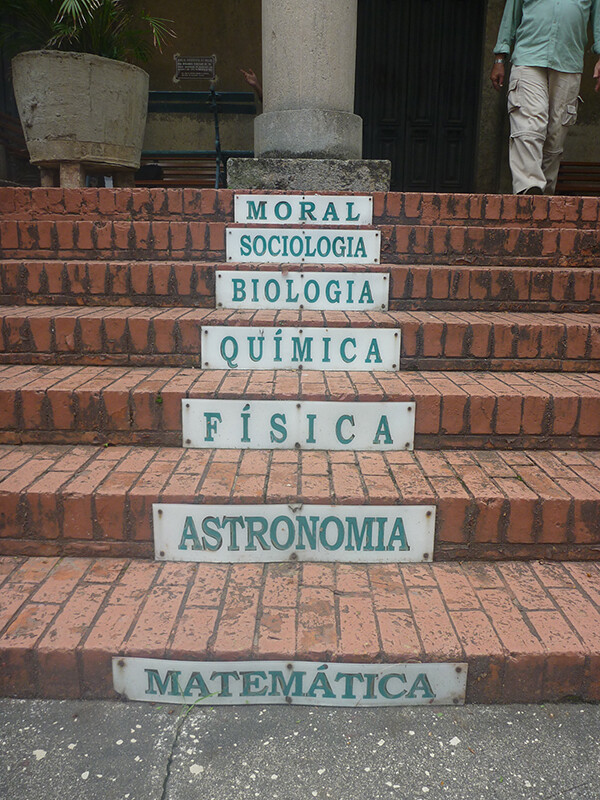 MORAL
SOCIOLOGIA
BIOLOGIA
QUÍMICA
FÍSICA
ASTRONOMIA
MATEMÁTICA